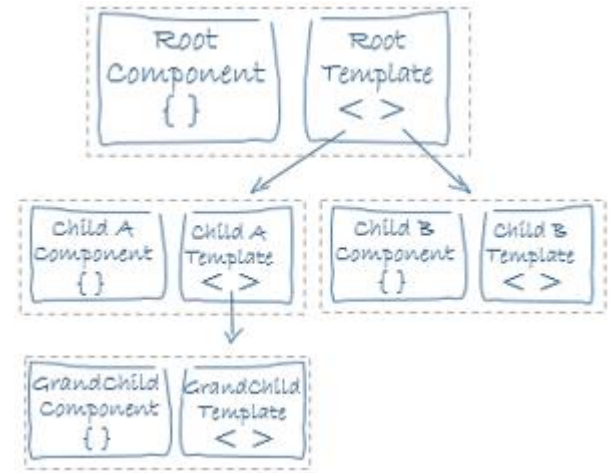 Root
Component
{ }
Root
Template
< >
Child A
Component
{ }
Child A
Template
< >
Child B
Component
{ }
Child B
Template
< >
GrandChild
Component
{ }
GrandChild
Template
< >